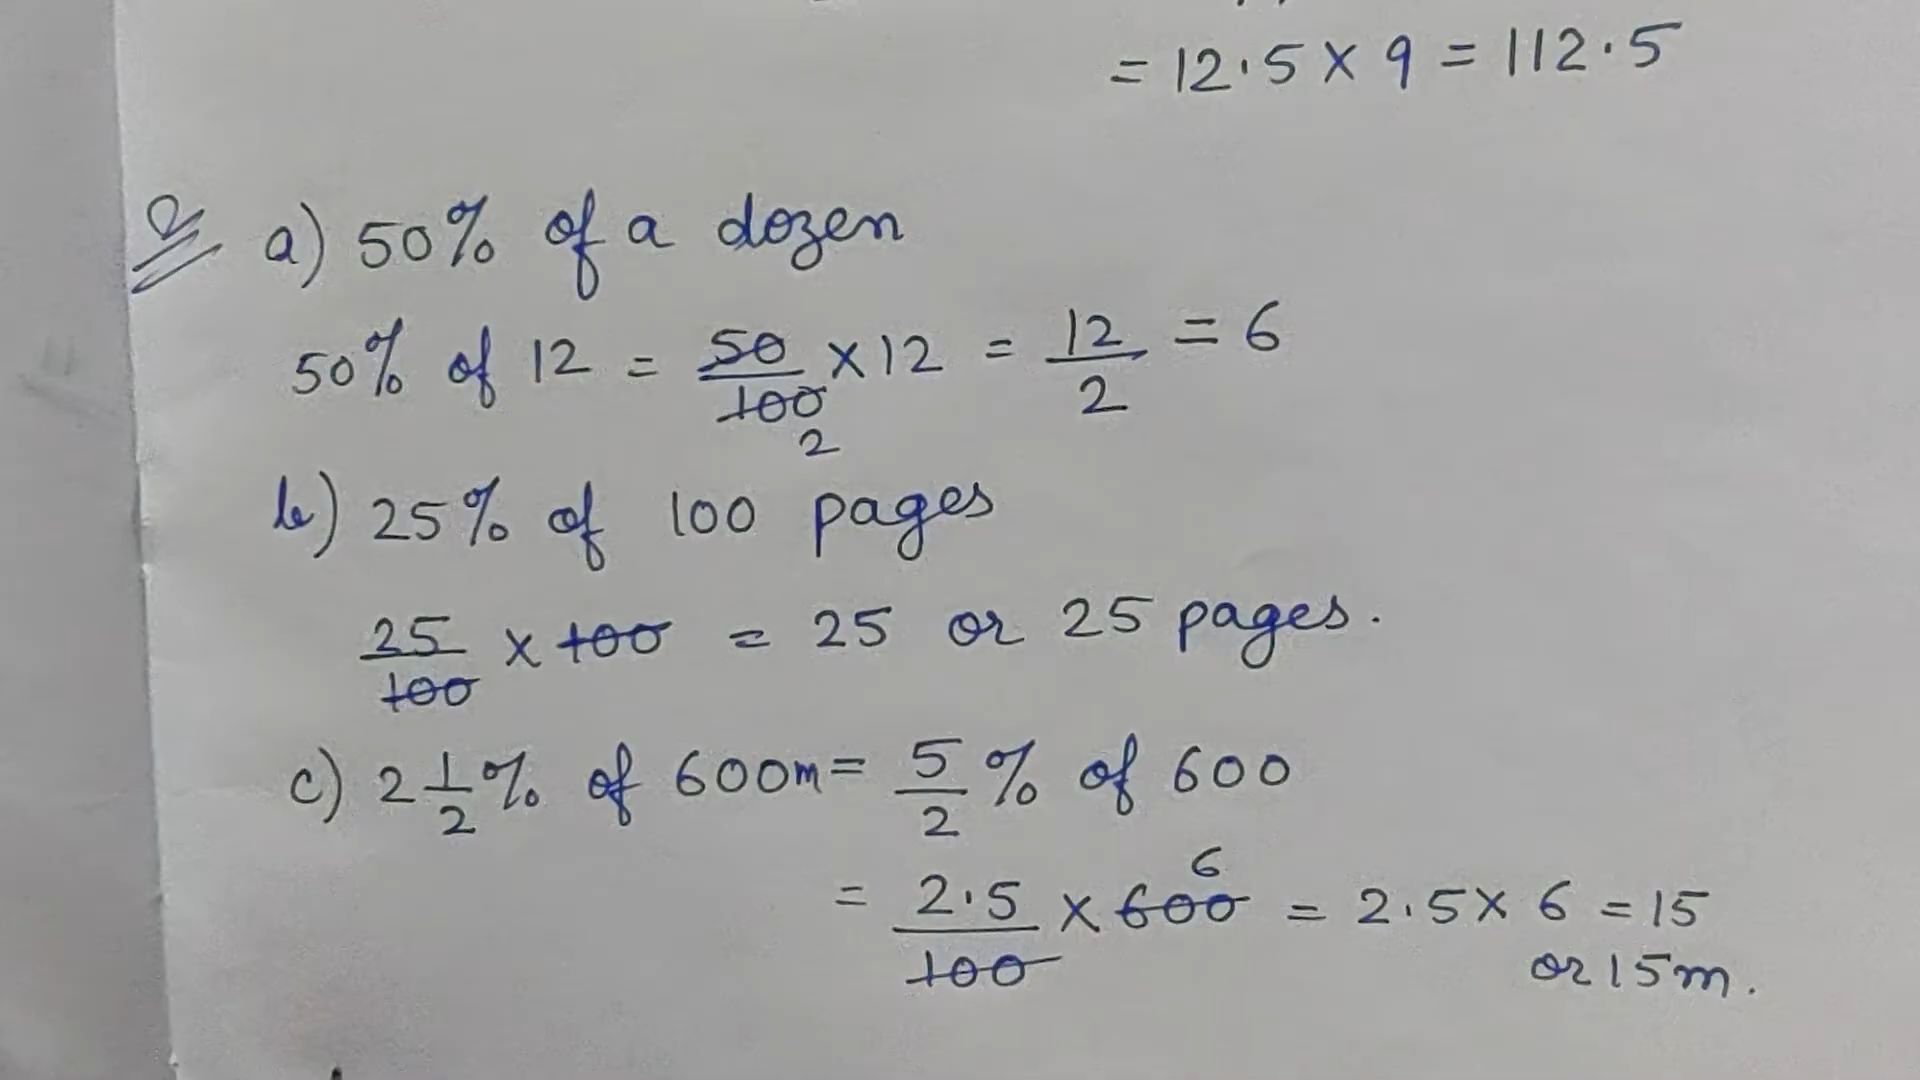 = 12.5 × 9 = 112.5
2 a) 50% of a dozen
50% of 12 = 50/100 × 12 = 12/2 = 6
2
b) 25% of 100 pages
25/100 × 100 = 25 or 25 pages.
c) 2 1/2 % of 600m = 5/2 % of 600
6
= 2.5/100 × 600 = 2.5 × 6 = 15
or 15m.